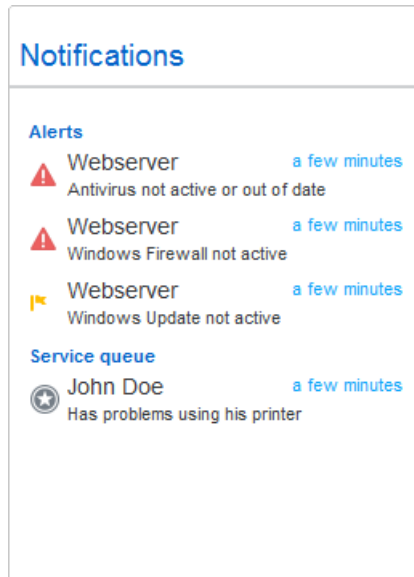 Notifications
Alerts
Webserver a few minutes
Antivirus not active or out of date
Webserver a few minutes
Windows Firewall not active
Webserver a few minutes
Windows Update not active
Service queue
John Doe a few minutes
Has problems using his printer